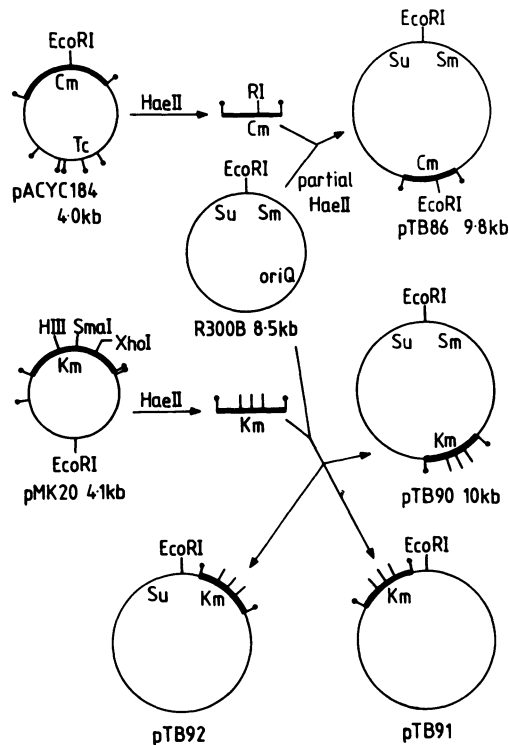 EcoRI
Cm
Tc
pACYC184
4·0kb
HaeII
RI
Cm
EcoRI
Su Sm
Cm
EcoRI
pTB86 9·8kb
partial
HaeII
EcoRI
Su Sm
oriQ
R300B 8·5kb
HIII
SmaI
XhoI
Km
EcoRI
pMK20 4·1kb
HaeII
Km
EcoRI
Su Sm
Km
pTB90 10kb
EcoRI
Su
Km
pTB92
EcoRI
Km
pTB91